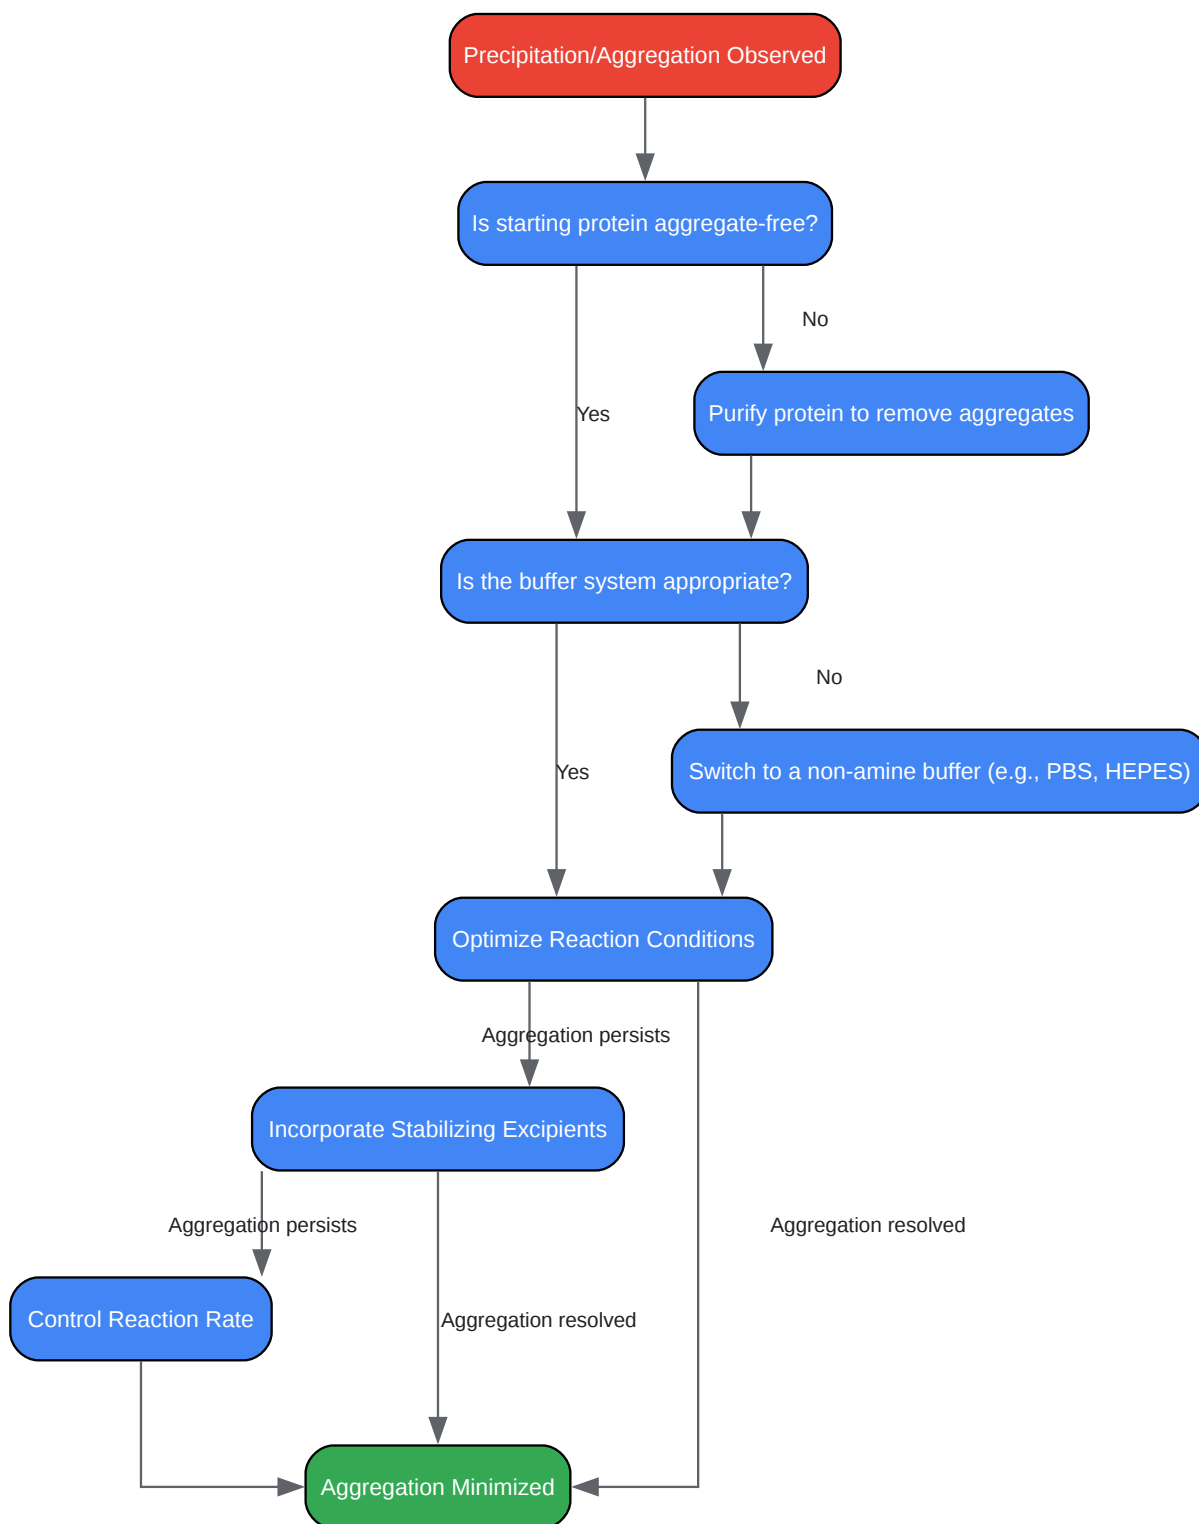 Precipitation/Aggregation Observed
Is starting protein aggregate-free?
No
Yes
Purify protein to remove aggregates
Is the buffer system appropriate?
No
Yes
Switch to a non-amine buffer (e.g., PBS, HEPES)
Optimize Reaction Conditions
Aggregation persists
Incorporate Stabilizing Excipients
Aggregation persists
Aggregation resolved
Control Reaction Rate
Aggregation resolved
Aggregation Minimized